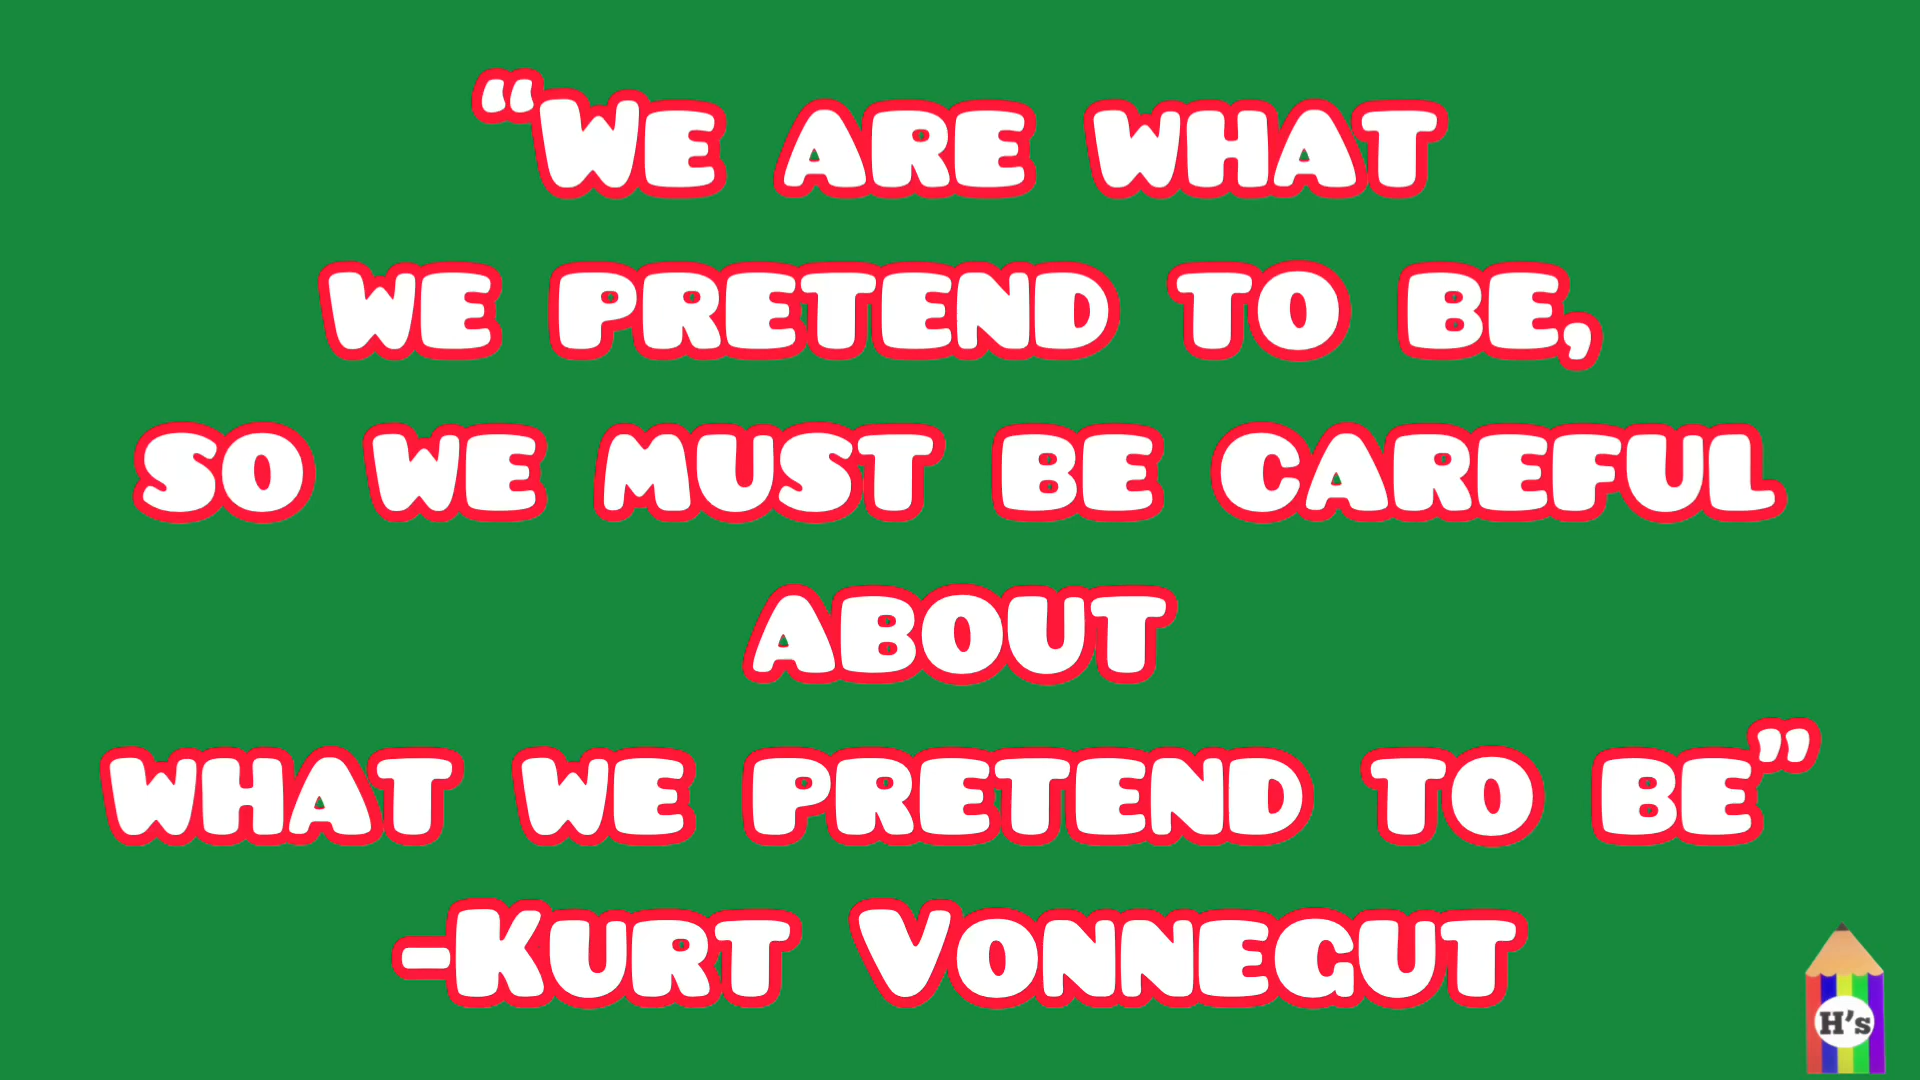 “We are what
we pretend to be,
so we must be careful
about
what we pretend to be”
-Kurt Vonnegut
H's